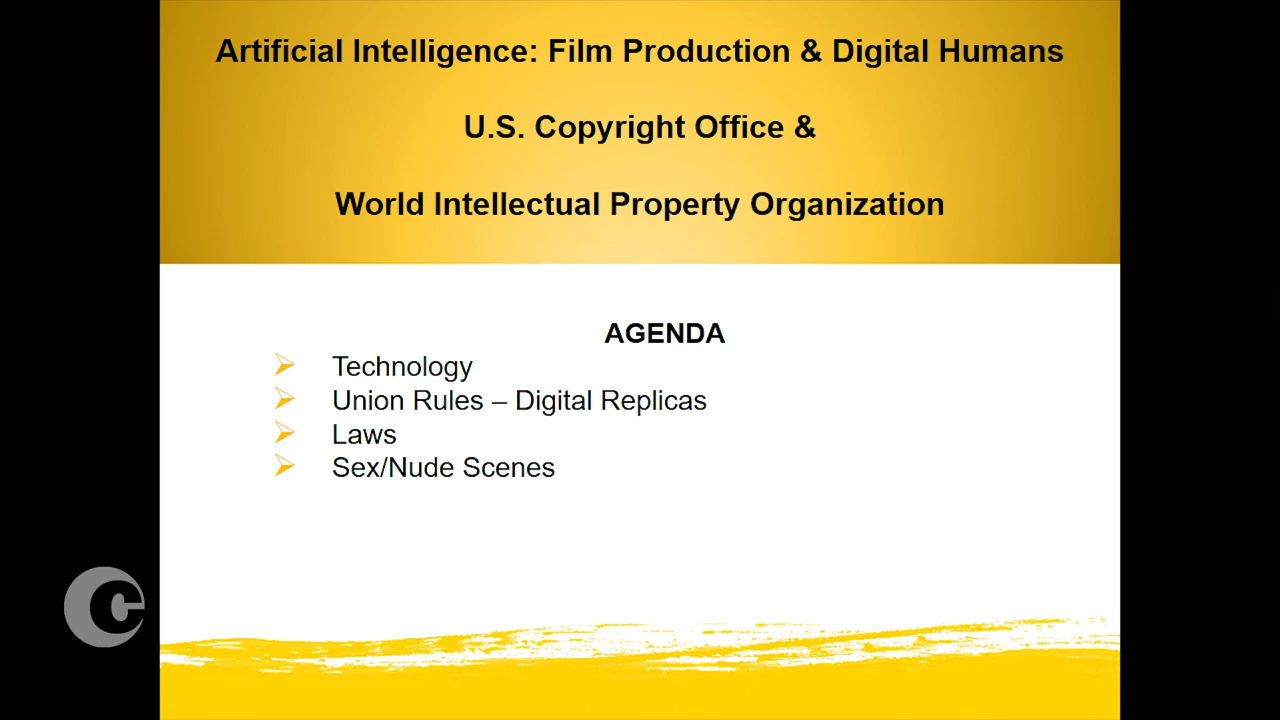 Artificial Intelligence: Film Production & Digital Humans
U.S. Copyright Office &
World Intellectual Property Organization
AGENDA
Technology
Union Rules – Digital Replicas
Laws
Sex/Nude Scenes